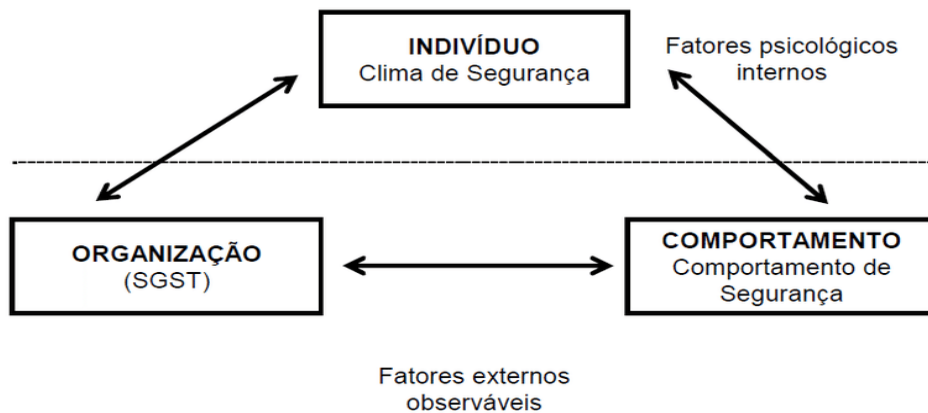 INDIVÍDUO
Clima de Segurança
Fatores psicológicos
internos
ORGANIZAÇÃO
(SGST)
COMPORTAMENTO
Comportamento de
Segurança
Fatores externos
observáveis